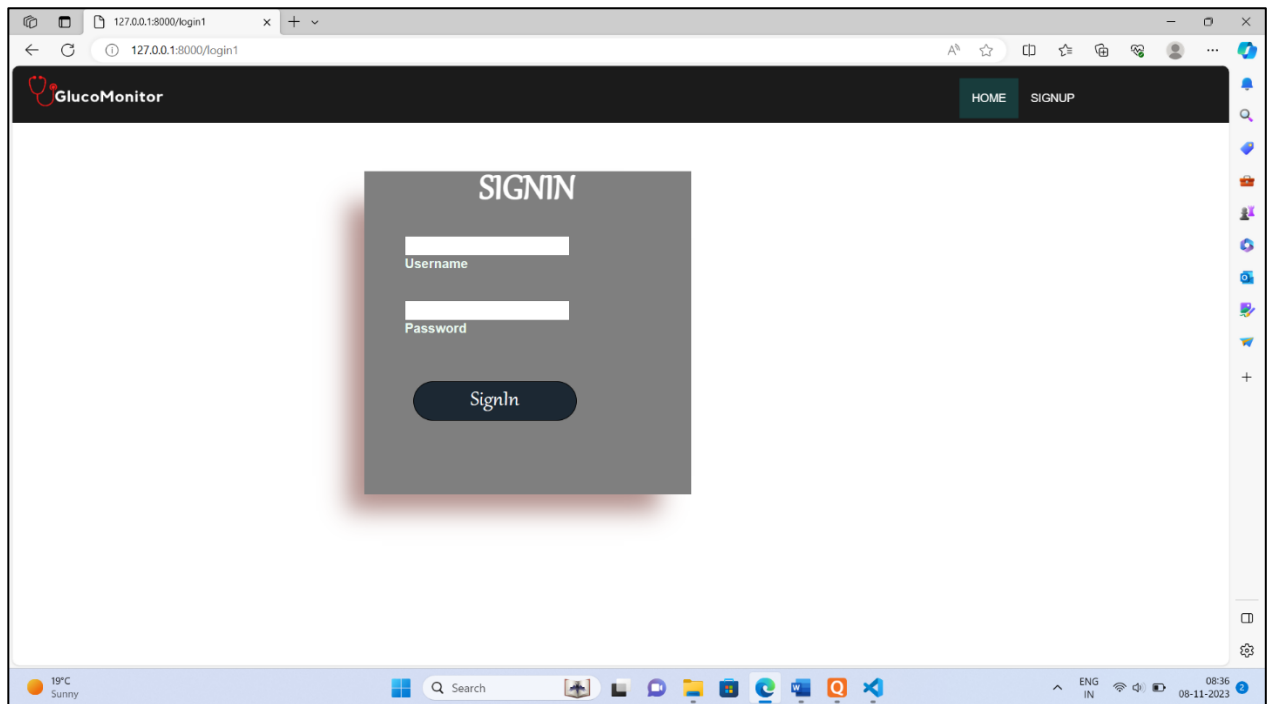 127.0.0.1:8000/login1
127.0.0.1:8000/login1
GlucoMonitor
HOME SIGNUP
SIGNIN
Username
Password
SignIn
19°C
Sunny
Search
ENG
IN
08:36
08-11-2023
2